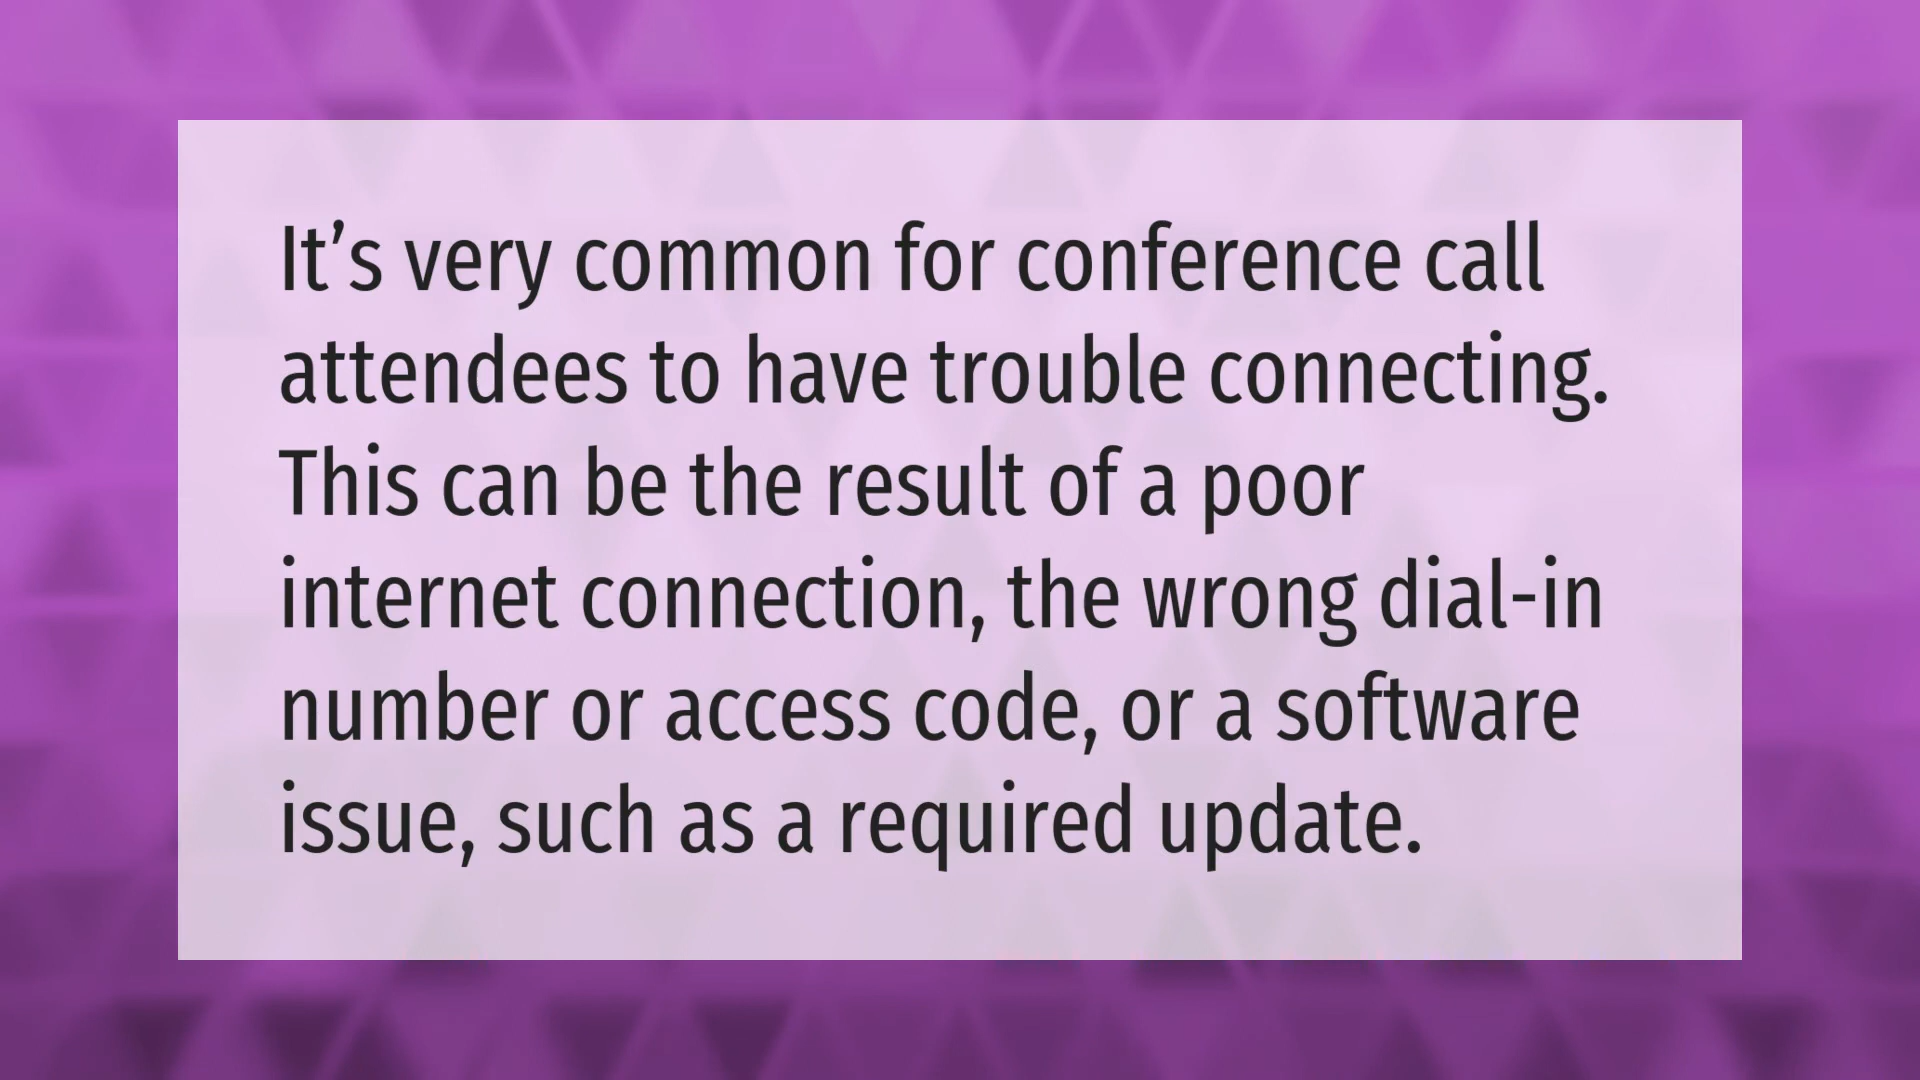 It’s very common for conference call
attendees to have trouble connecting.
This can be the result of a poor
internet connection, the wrong dial-in
number or access code, or a software
issue, such as a required update.